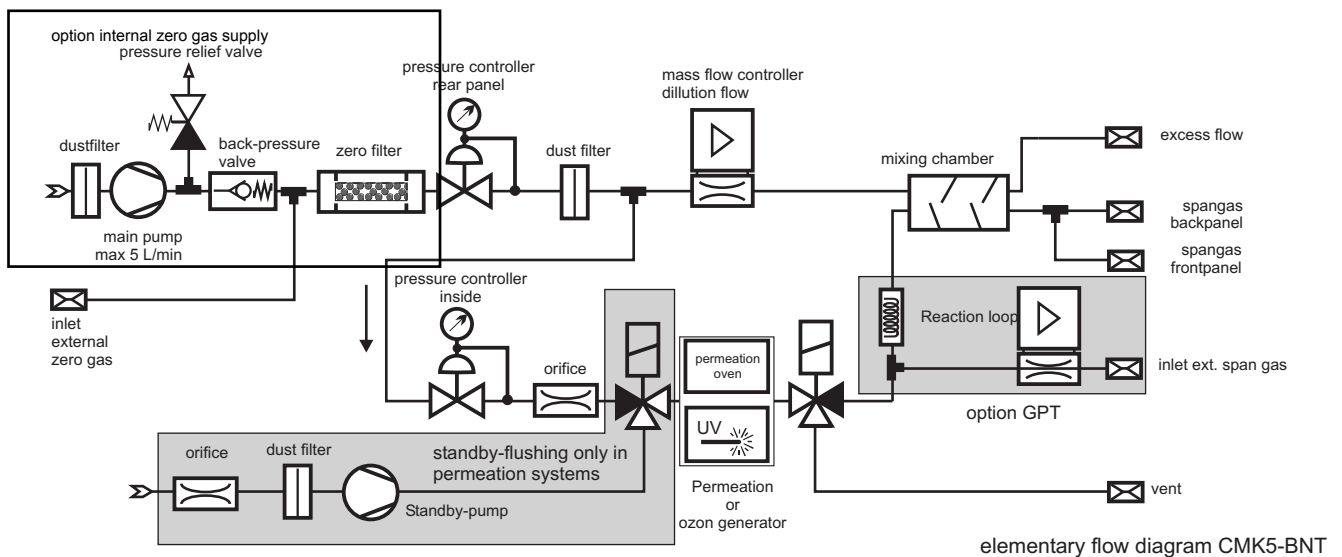 option internal zero gas supply
pressure relief valve
dustfilter
back-pressure
valve
zero filter
main pump
max 5 L/min
pressure controller
rear panel
dust filter
mass flow controller
dillution flow
mixing chamber
excess flow
spangas
backpanel
spangas
frontpanel
inlet
external
zero gas
pressure controller
inside
orifice
permeation
oven
UV
Permeation
or
ozon generator
Reaction loop
inlet ext. span gas
option GPT
orifice
dust filter
standby-flushing only in
permeation systems
Standby-pump
vent
elementary flow diagram CMK5-BNT